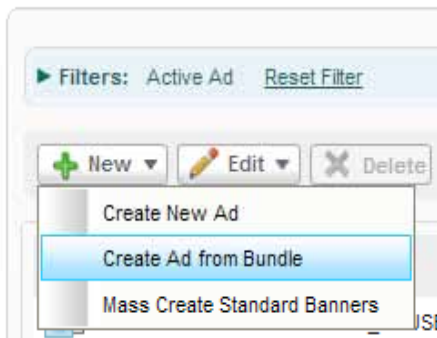 Filters: Active Ad Reset Filter
New Edit Delete
Create New Ad
Create Ad from Bundle
Mass Create Standard Banners